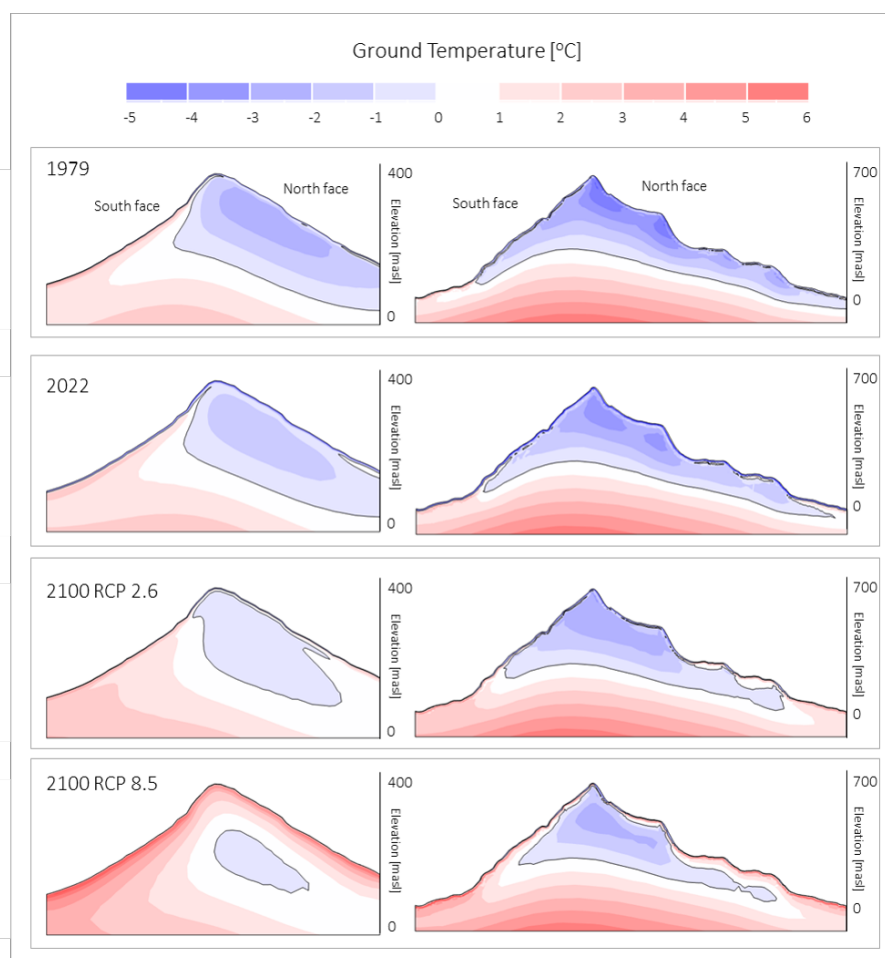 Ground Temperature [°C]
-5 -4 -3 -2 -1 0 1 2 3 4 5 6
1979
South face
North face
400
Elevation [masl]
0
South face
North face
700
Elevation [masl]
0
2022
400
Elevation [masl]
0
700
Elevation [masl]
0
2100 RCP 2.6
400
Elevation [masl]
0
700
Elevation [masl]
0
2100 RCP 8.5
400
Elevation [masl]
0
700
Elevation [masl]
0